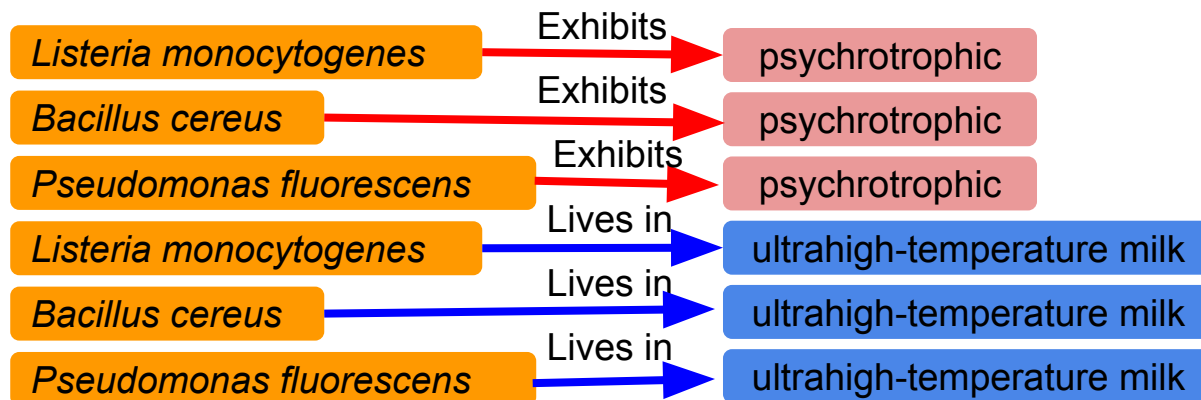 Listeria monocytogenes Exhibits psychrotrophic
Bacillus cereus Exhibits psychrotrophic
Pseudomonas fluorescens Exhibits psychrotrophic
Listeria monocytogenes Lives in ultrahigh-temperature milk
Bacillus cereus Lives in ultrahigh-temperature milk
Pseudomonas fluorescens Lives in ultrahigh-temperature milk